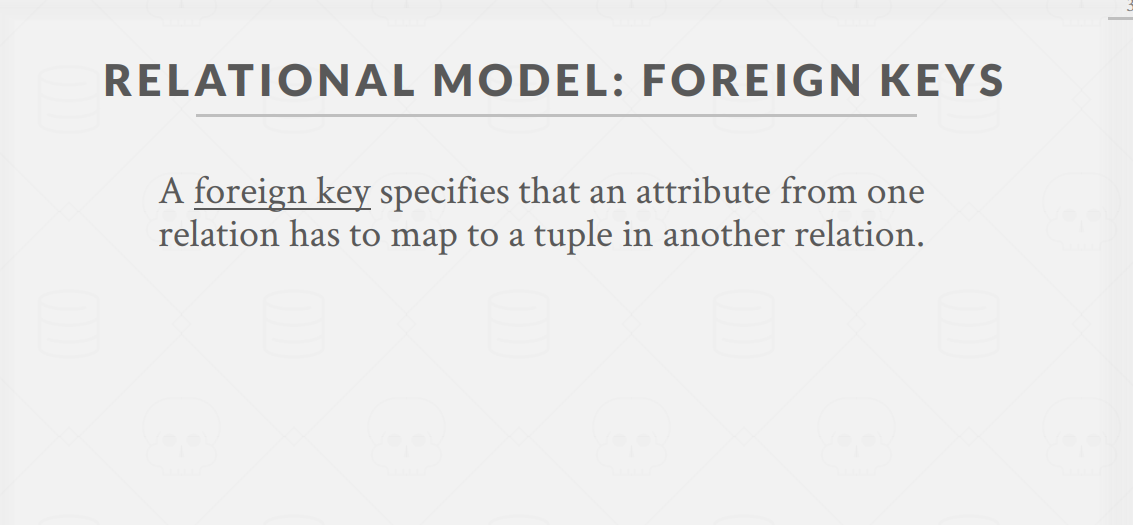 RELATIONAL MODEL: FOREIGN KEYS
A foreign key specifies that an attribute from one
relation has to map to a tuple in another relation.